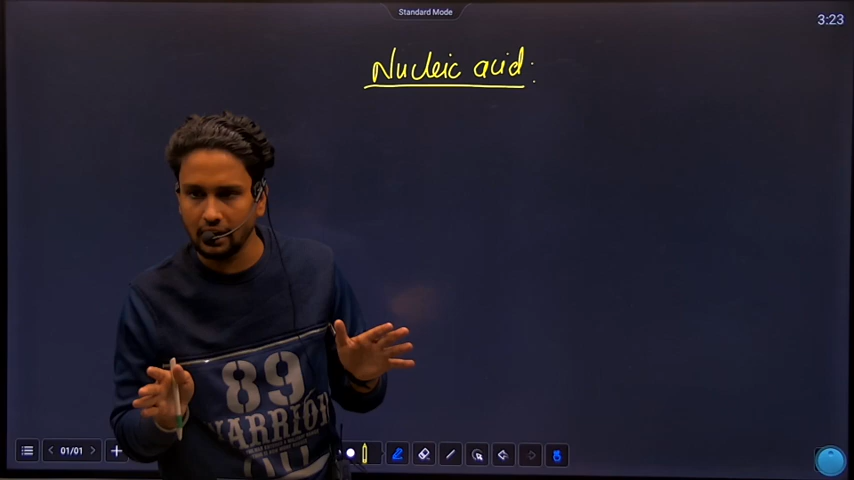 Standard Mode
3:23
Nucleic acid:
89
WARRIOR
01/01